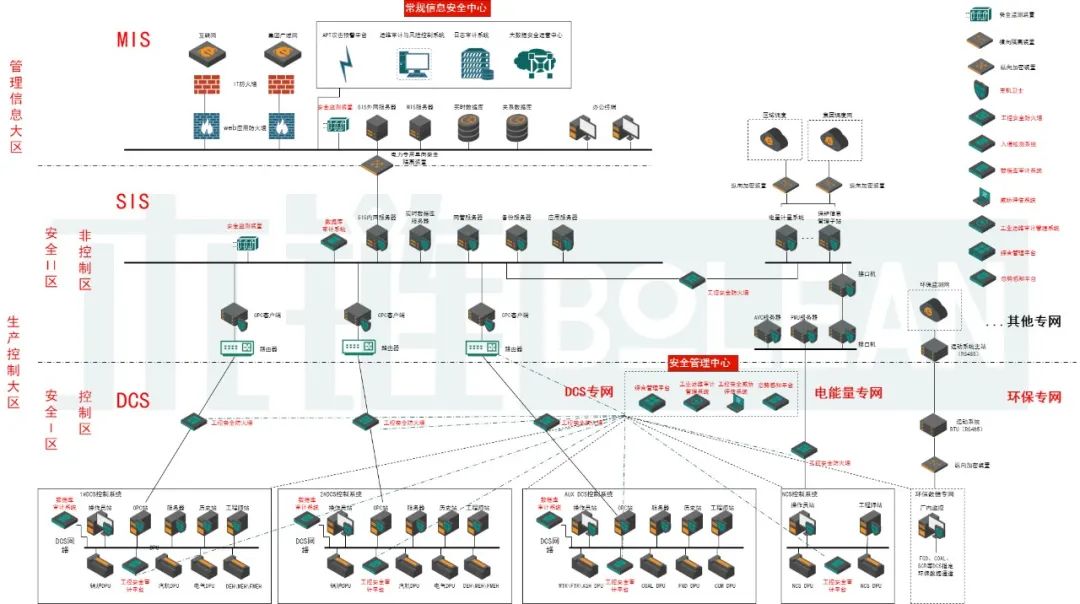 常规信息安全中心
MIS
互联网
集团广域网
APT攻击预警平台
运维审计与风险控制系统
日志审计系统
大数据安全运营中心
安全监测装置
横向隔离装置
纵向加密装置
主机卫士
工控安全防火墙
入侵检测系统
数据库审计系统
威胁评估系统
工业运维审计管理系统
综合管理平台
态势感知平台
管理信息大区
IT防火墙
web应用防火墙
安全监测装置
SIS外网服务器
MIS服务器
实时数据库
关系数据库
办公终端
电力专用单向安全
隔离装置
区域调度
集团调度网
纵向加密装置
纵向加密装置
SIS
安全II区
非控制区
安全监测装置
数据库
审计系统
SIS内网服务器
实时数据库
服务器
网管服务器
备份服务器
应用服务器
电能计量系统
保护信息
管理子站
工控安全防火墙
接口机
生产控制大区
OPC客户端
OPC客户端
OPC客户端
路由器
路由器
路由器
AVC服务器
PMU服务器
接口机
环保监测网
...其他专网
远动系统主站
(RS485)
安全管理中心
DCS
安全I区
控制区
DCS专网
综合管理平台
工业运维审计
管理系统
工控安全威胁
评估系统
态势感知平台
电能量专网
环保专网
工控安全防火墙
工控安全防火墙
工控安全防火墙
远动系统
RTU (RS485)
工控安全防火墙
纵向加密装置
1#DCS控制系统
数据库
审计系统
操作员站
OPC站
服务器
历史站
工程师站
DCS网
络
DPU
锅炉DPU
工控安全审
计平台
汽机DPU
电气DPU
DEH\MEH\FMEH
2#DCS控制系统
数据库
审计系统
操作员站
OPC站
服务器
历史站
工程师站
DCS网
络
锅炉DPU
工控安全审
计平台
汽机DPU
电气DPU
DEH\MEH\FMEH
AUX DCS控制系统
数据库
审计系统
操作员站
OPC站
服务器
历史站
工程师站
DCS网
络
工控安全审
计平台
COAL DPU
FGD DPU
COM DPU
NCS控制系统
操作员站
工程师站
NCS DPU
工控安全审
计平台
NCS DPU
环保数据专网
厂内监控
FGD、COAL、
SCR等DCS指定
环保数据通道